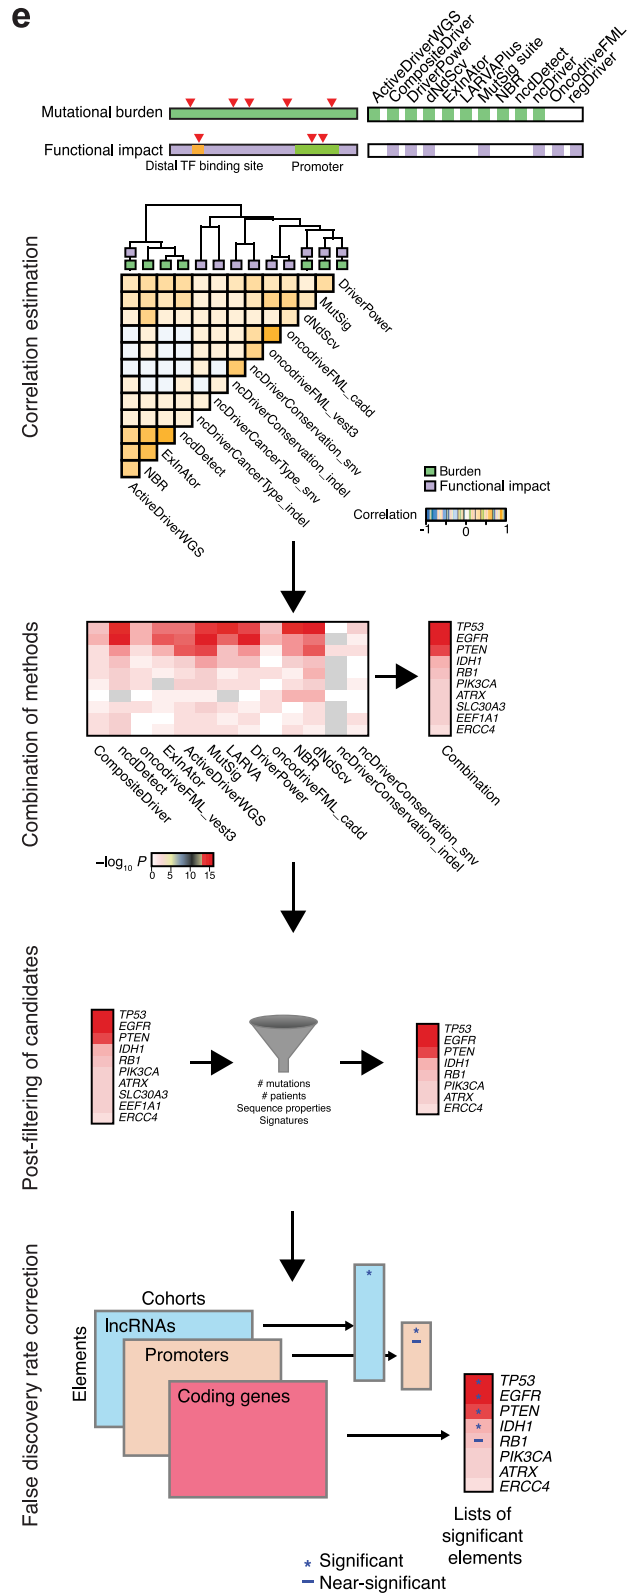 e
ActiveDriverWGS
CompositeDriver
DriverPower
dNdScv
ExInAtor
LARVAPlus
MutSig suite
NBR
ncdDetect
ncDriver
OncodriveFML
regDriver
Mutational burden
Functional impact
Distal TF binding site
Promoter
Correlation estimation
DriverPower
MutSig
dNdScv
oncodriveFML_cadd
oncodriveFML_vest3
ncDriverConservation_snv
ncDriverConservation_indel
ncDriverCancerType_snv
ncDriverCancerType_indel
ncdDetect
ExInAtor
NBR
ActiveDriverWGS
Burden
Functional impact
Correlation
-1 0 1
Combination of methods
TP53
EGFR
PTEN
IDH1
RB1
PIK3CA
ATRX
SLC30A3
EEF1A1
ERCC4
Combination
CompositeDriver
ncdDetect
oncodriveFML_vest3
ExInAtor
ActiveDriverWGS
MutSig
LARVA
DriverPower
oncodriveFML_cadd
NBR
dNdScv
ncDriverConservation_indel
ncDriverConservation_snv
−log10 P
0 5 10 15
Post-filtering of candidates
TP53
EGFR
PTEN
IDH1
RB1
PIK3CA
ATRX
SLC30A3
EEF1A1
ERCC4
# mutations
# patients
Sequence properties
Signatures
TP53
EGFR
PTEN
IDH1
RB1
PIK3CA
ATRX
ERCC4
False discovery rate correction
Cohorts
Elements
lncRNAs
Promoters
Coding genes
*
*
–
* TP53
* EGFR
* PTEN
* IDH1
– RB1
PIK3CA
ATRX
ERCC4
Lists of
significant
elements
* Significant
– Near-significant